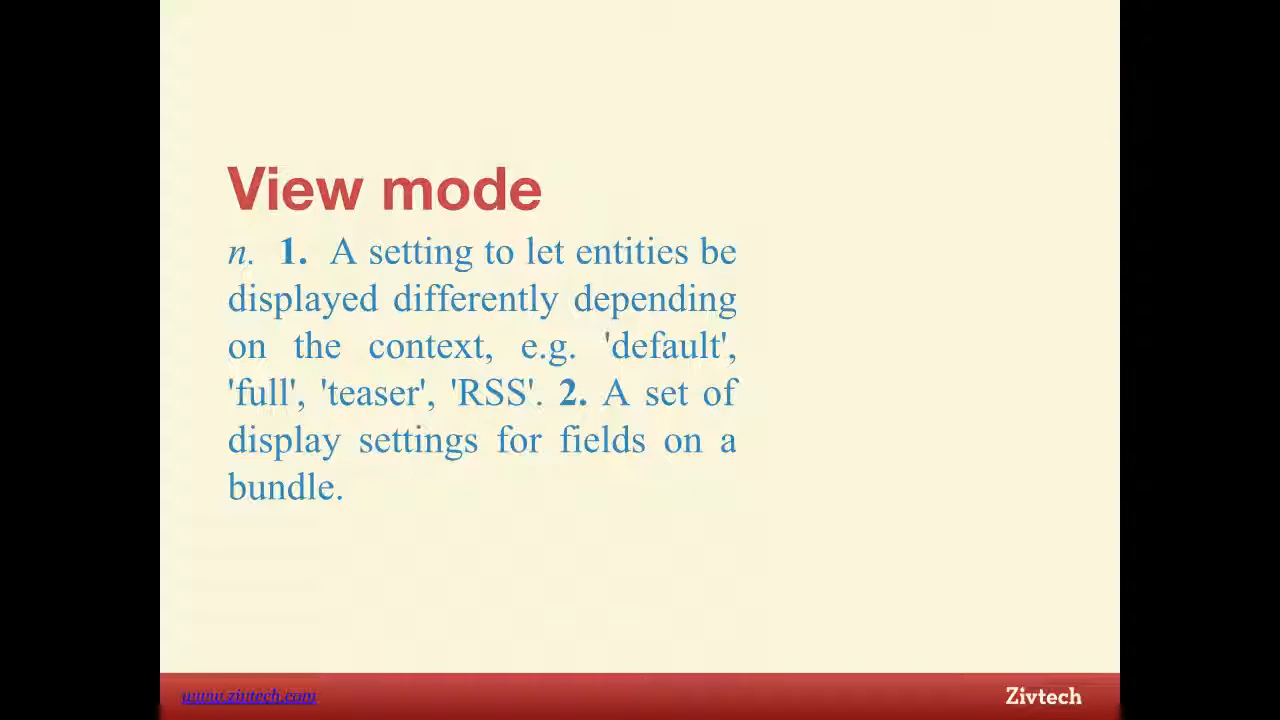 View mode
n. 1. A setting to let entities be
displayed differently depending
on the context, e.g. 'default',
'full', 'teaser', 'RSS'. 2. A set of
display settings for fields on a
bundle.
www.zivtech.com
Zivtech